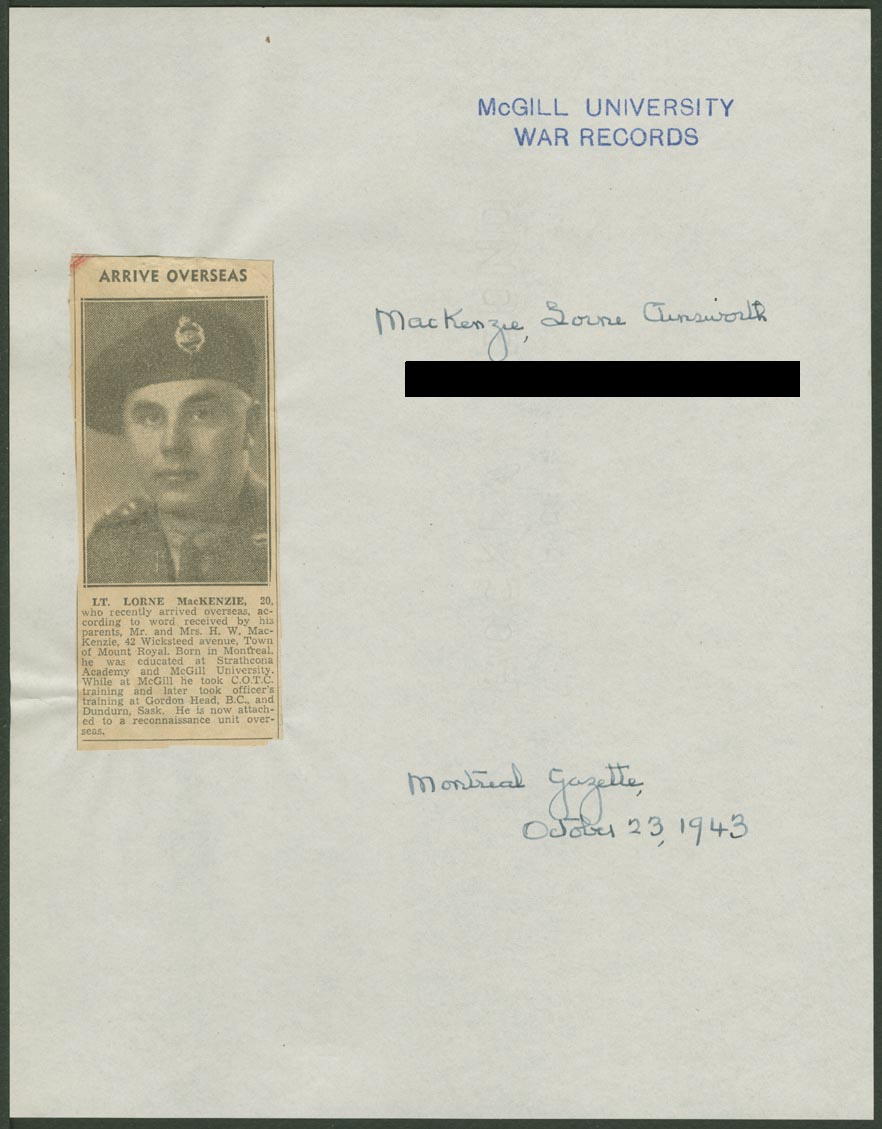 McGILL UNIVERSITY
WAR RECORDS
ARRIVE OVERSEAS
MacKenzie, Lorne Ainsworth
LT. LORNE MacKENZIE, 20,
who recently arrived overseas, ac-
cording to word received by his
parents, Mr. and Mrs. H. W. Mac-
Kenzie, 42 Wicksteed avenue, Town
of Mount Royal. Born in Montreal,
he was educated at Strathcona
Academy and McGill University.
While at McGill he took C.O.T.C.
training and later took officer's
training at Gordon Head, B.C., and
Dundurn, Sask. He is now attach-
ed to a reconnaissance unit over-
seas.
Montreal Gazette,
October 23, 1943